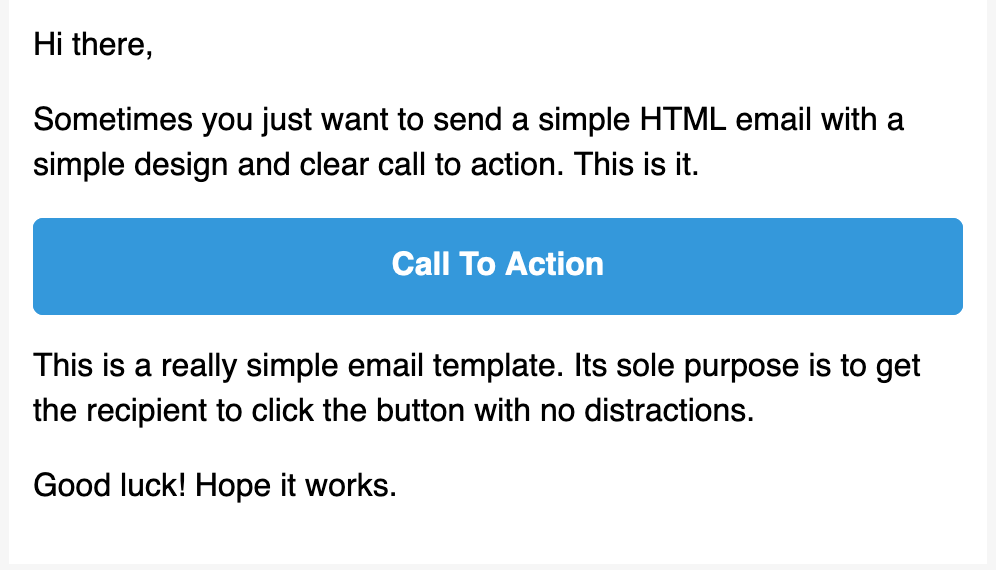 Hi there,
Sometimes you just want to send a simple HTML email with a
simple design and clear call to action. This is it.
Call To Action
This is a really simple email template. Its sole purpose is to get
the recipient to click the button with no distractions.
Good luck! Hope it works.